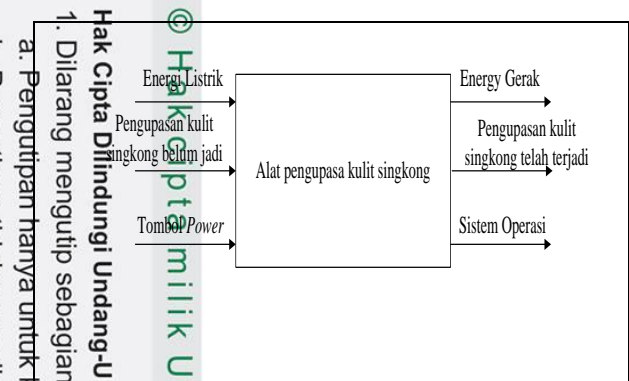 © Hak cipta milik U
Hak Cipta Dilindungi Undang-U
1. Dilarang mengutip sebagian
a. Pengutipan hanya untuk
Energi Listrik
Pengupasan kulit
singkong belum jadi
Tombol Power
Alat pengupasa kulit singkong
Energy Gerak
Pengupasan kulit
singkong telah terjadi
Sistem Operasi